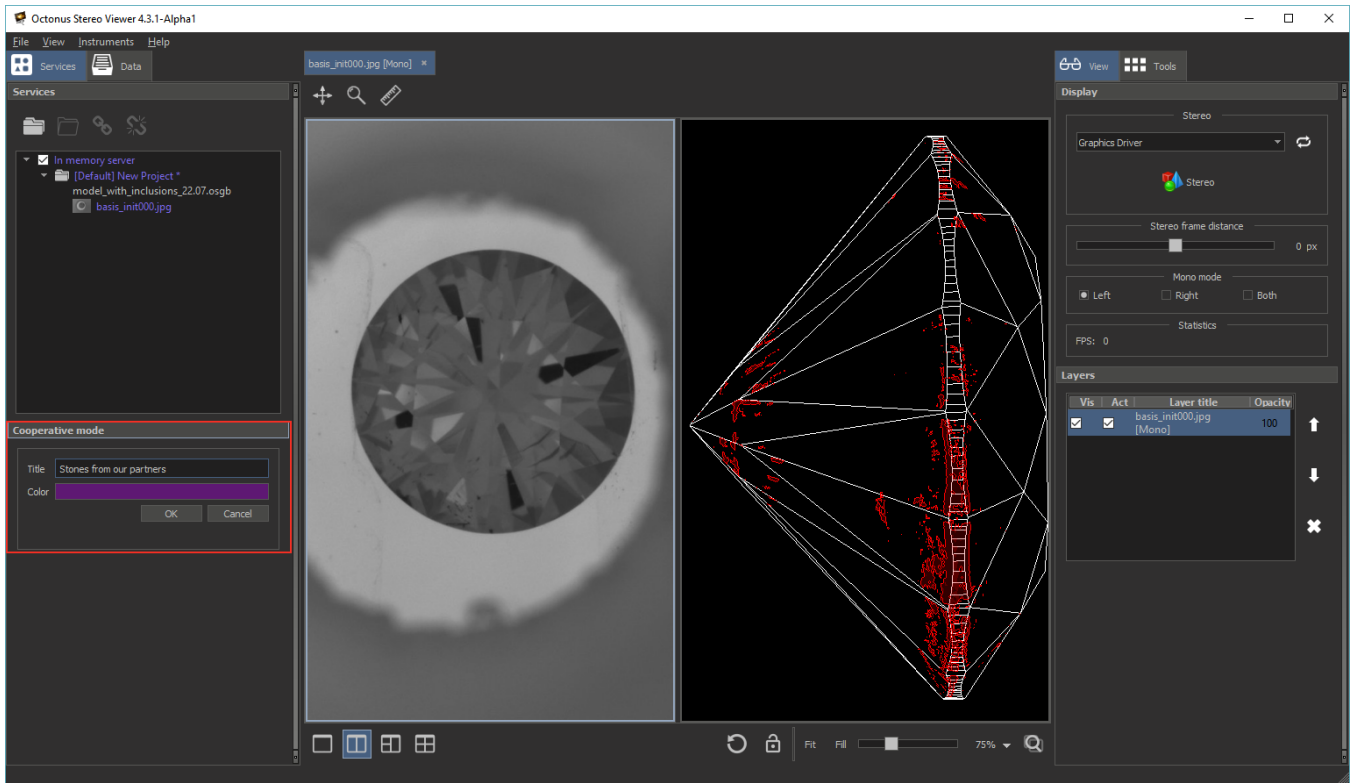 Octonus Stereo Viewer 4.3.1-Alpha1
File View Instruments Help
Services Data
Services
In memory server
[Default] New Project *
model_with_inclusions_22.07.osgb
basis_init000.jpg
Cooperative mode
Title Stones from our partners
Color
OK Cancel
basis_init000.jpg [Mono]
Fit Fill 75%
View Tools
Display
Stereo
Graphics Driver
Stereo
Stereo frame distance
0 px
Mono mode
Left Right Both
Statistics
FPS: 0
Layers
Vis Act Layer title Opacity
basis_init000.jpg
[Mono]
100